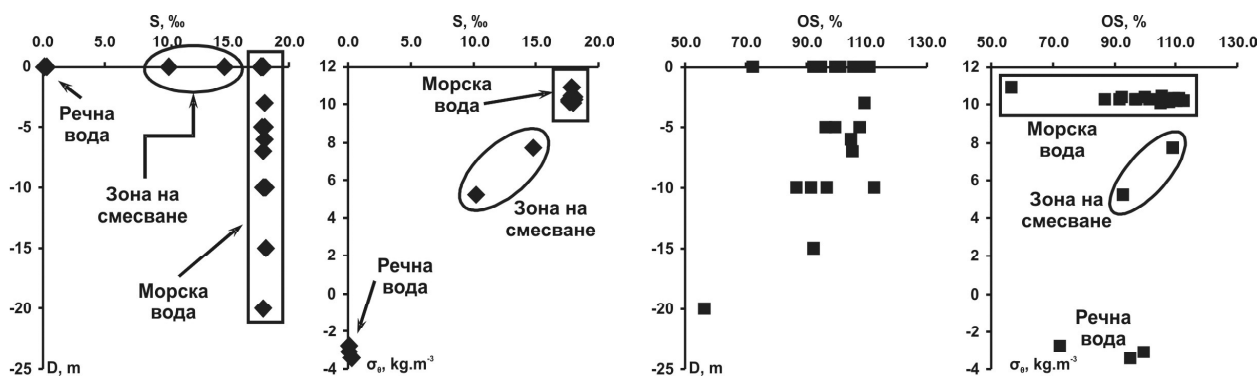 S, ‰
0.0 5.0 10.0 15.0 20.0
0
-5
-10
-15
-20
-25
D, m
Речна
вода
Зона на
смесване
Морска
вода
S, ‰
0.0 5.0 10.0 15.0 20.0
12
10
8
6
4
2
0
-2
-4
σθ, kg.m-3
Морска
вода
Зона на
смесване
Речна
вода
OS, %
50.0 70.0 90.0 110.0 130.0
0
-5
-10
-15
-20
-25
D, m
OS, %
50.0 70.0 90.0 110.0 130.0
12
10
8
6
4
2
0
-2
-4
σθ, kg.m-3
Морска
вода
Зона на
смесване
Речна
вода